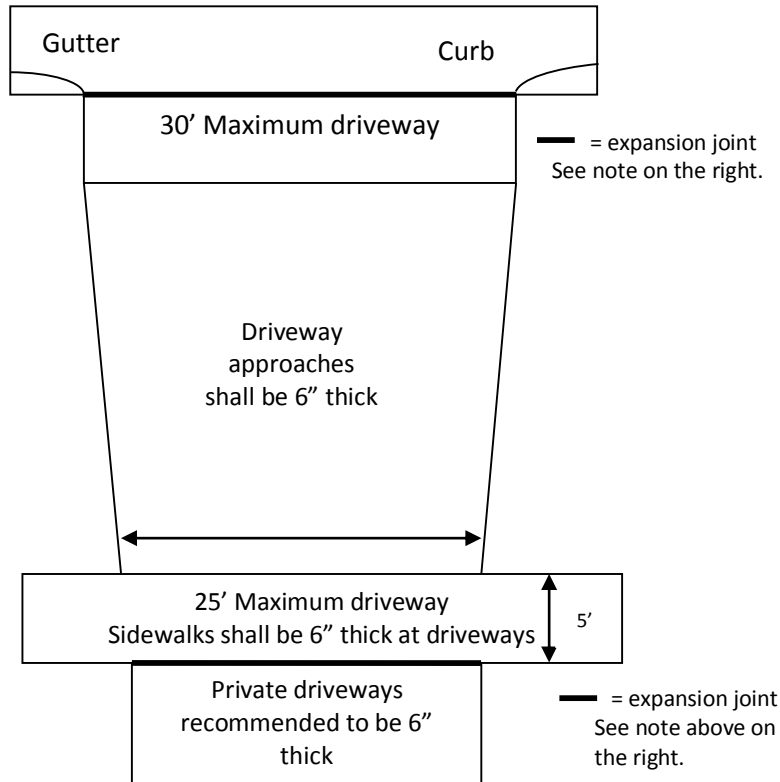 Gutter
Curb
30’ Maximum driveway
= expansion joint
See note on the right.
Driveway
approaches
shall be 6” thick
25’ Maximum driveway
Sidewalks shall be 6” thick at driveways
5’
Private driveways
recommended to be 6”
thick
= expansion joint
See note above on
the right.